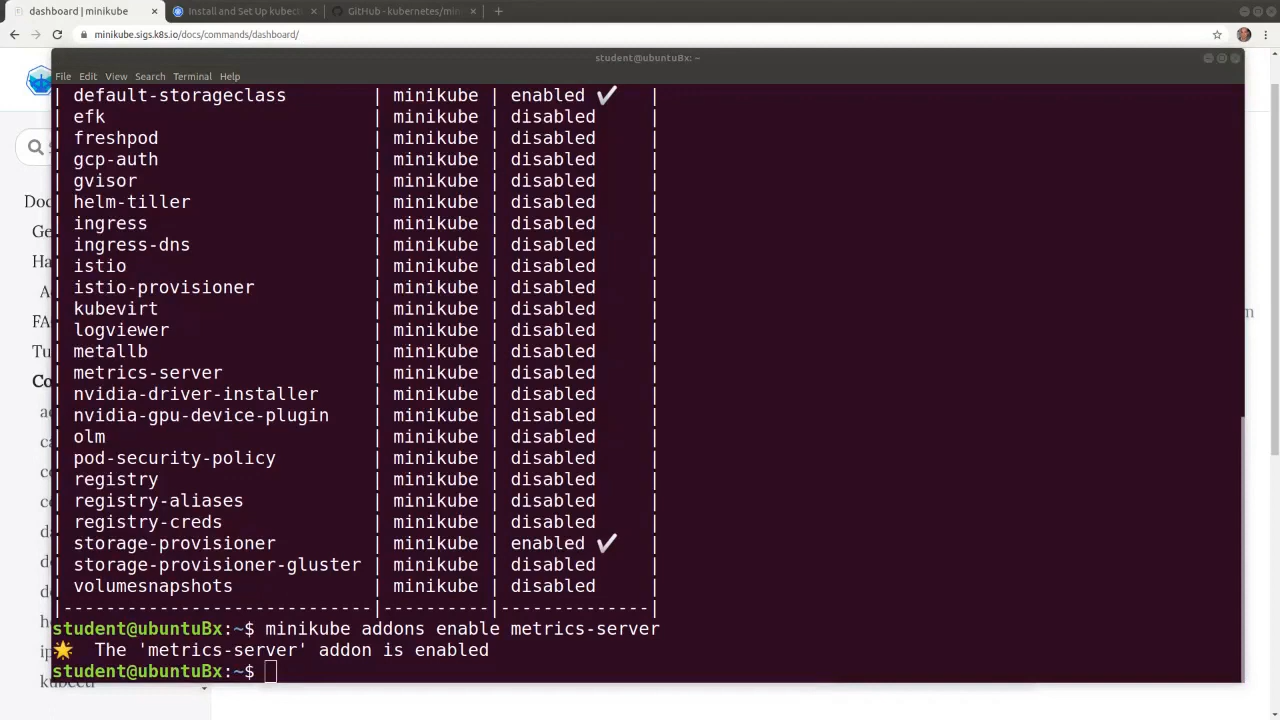 dashboard | minikube
Install and Set Up kubect
GitHub - kubernetes/min
minikube.sigs.k8s.io/docs/commands/dashboard/
student@ubuntuBx: ~
File Edit View Search Terminal Help
| default-storageclass | minikube | enabled ✔ |
| efk | minikube | disabled |
| freshpod | minikube | disabled |
| gcp-auth | minikube | disabled |
| gvisor | minikube | disabled |
| helm-tiller | minikube | disabled |
| ingress | minikube | disabled |
| ingress-dns | minikube | disabled |
| istio | minikube | disabled |
| istio-provisioner | minikube | disabled |
| kubevirt | minikube | disabled |
| logviewer | minikube | disabled |
| metallb | minikube | disabled |
| metrics-server | minikube | disabled |
| nvidia-driver-installer | minikube | disabled |
| nvidia-gpu-device-plugin | minikube | disabled |
| olm | minikube | disabled |
| pod-security-policy | minikube | disabled |
| registry | minikube | disabled |
| registry-aliases | minikube | disabled |
| registry-creds | minikube | disabled |
| storage-provisioner | minikube | enabled ✔ |
| storage-provisioner-gluster | minikube | disabled |
| volumesnapshots | minikube | disabled |
|-----------------------------|----------|--------------|
student@ubuntuBx:~$ minikube addons enable metrics-server
🌟 The 'metrics-server' addon is enabled
student@ubuntuBx:~$